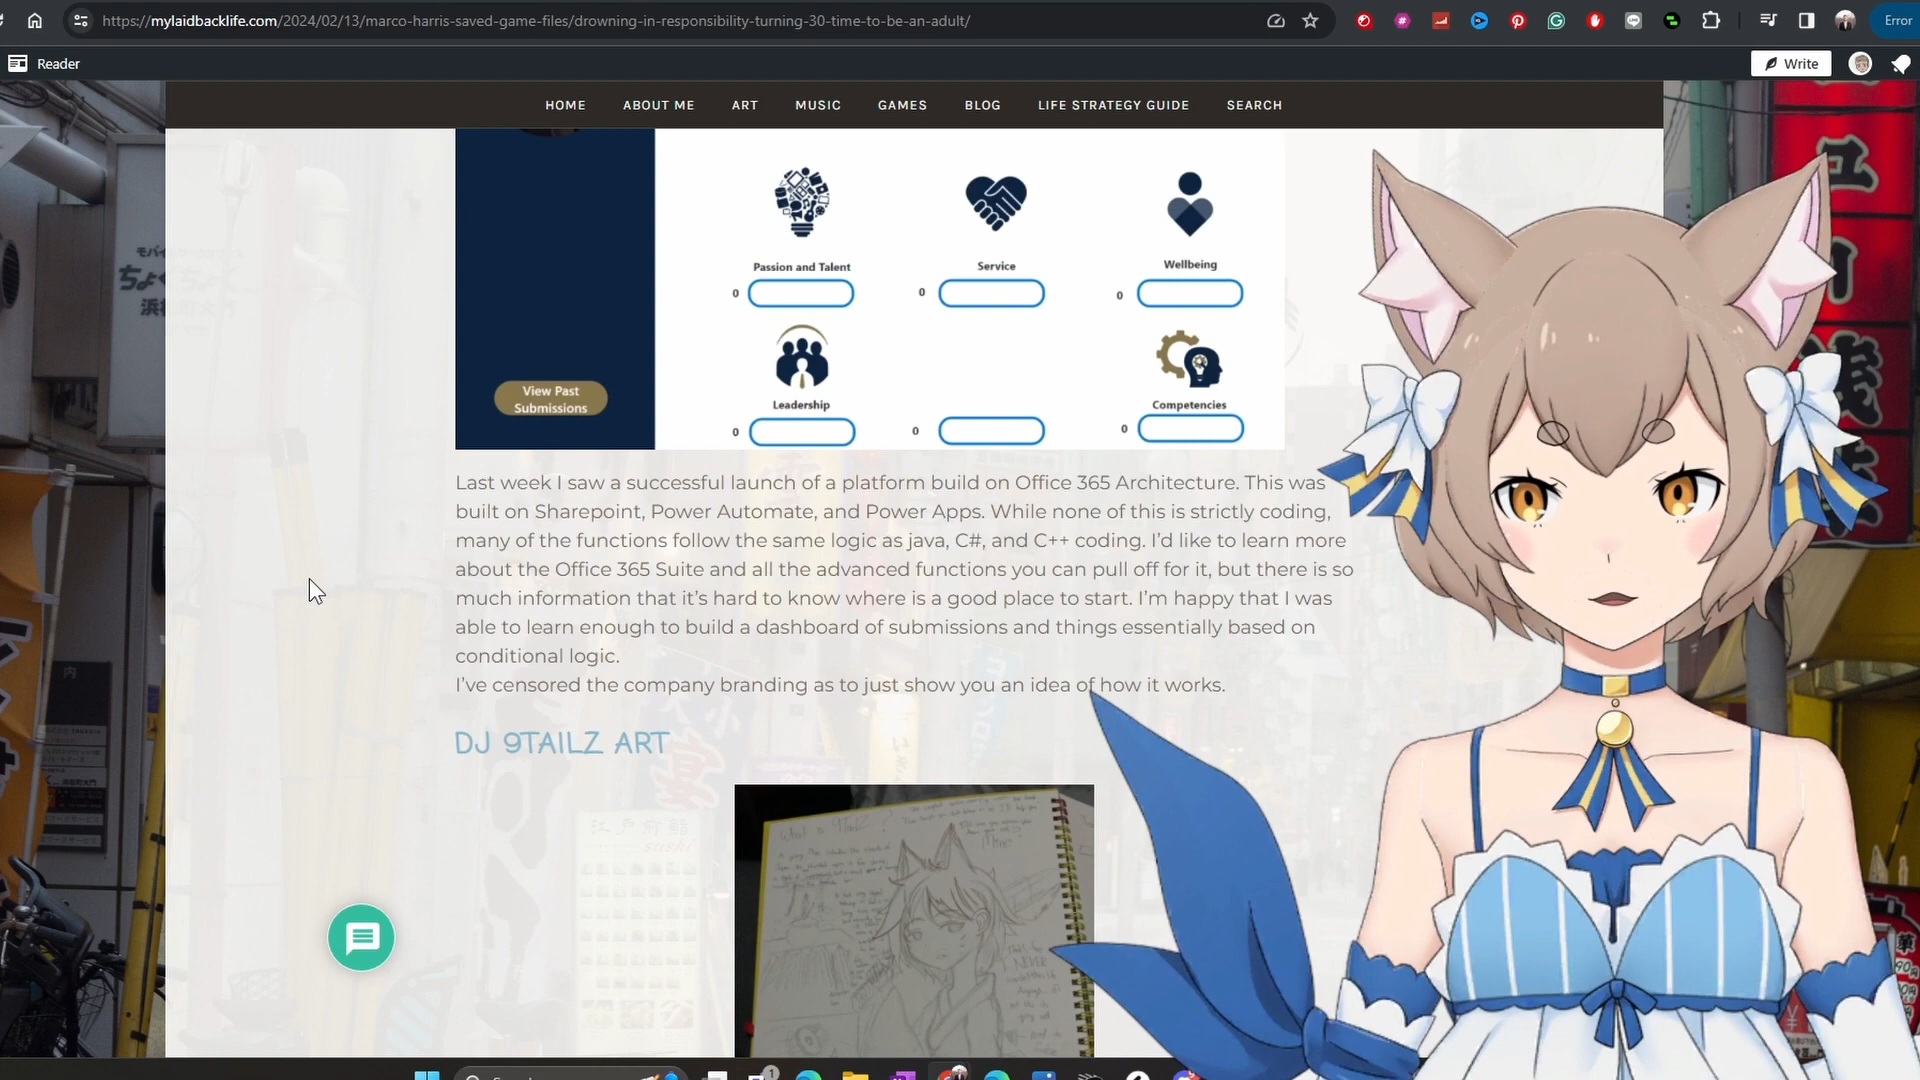 https://mylaidbacklife.com/2024/02/13/marco-harris-saved-game-files/drowning-in-responsibility-turning-30-time-to-be-an-adult/
Error
Reader
Write
HOME ABOUT ME ART MUSIC GAMES BLOG LIFE STRATEGY GUIDE SEARCH
Passion and Talent Service Wellbeing
0 0 0
View Past
Submissions
Leadership Competencies
0 0 0
Last week I saw a successful launch of a platform build on Office 365 Architecture. This was
built on Sharepoint, Power Automate, and Power Apps. While none of this is strictly coding,
many of the functions follow the same logic as java, C#, and C++ coding. I’d like to learn more
about the Office 365 Suite and all the advanced functions you can pull off for it, but there is so
much information that it’s hard to know where is a good place to start. I’m happy that I was
able to learn enough to build a dashboard of submissions and things essentially based on
conditional logic.
I’ve censored the company branding as to just show you an idea of how it works.
DJ 9TAILZ ART
What is 9Tailz?
NEVER
1